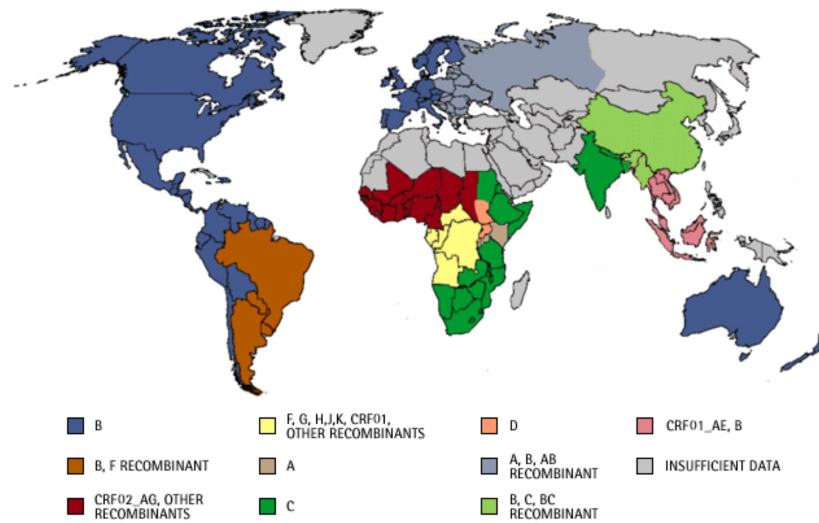 B
F, G, H,J,K, CRF01,
OTHER RECOMBINANTS
D
CRF01_AE, B
B, F RECOMBINANT
A
A, B, AB
RECOMBINANT
INSUFFICIENT DATA
CRF02_AG, OTHER
RECOMBINANTS
C
B, C, BC
RECOMBINANT